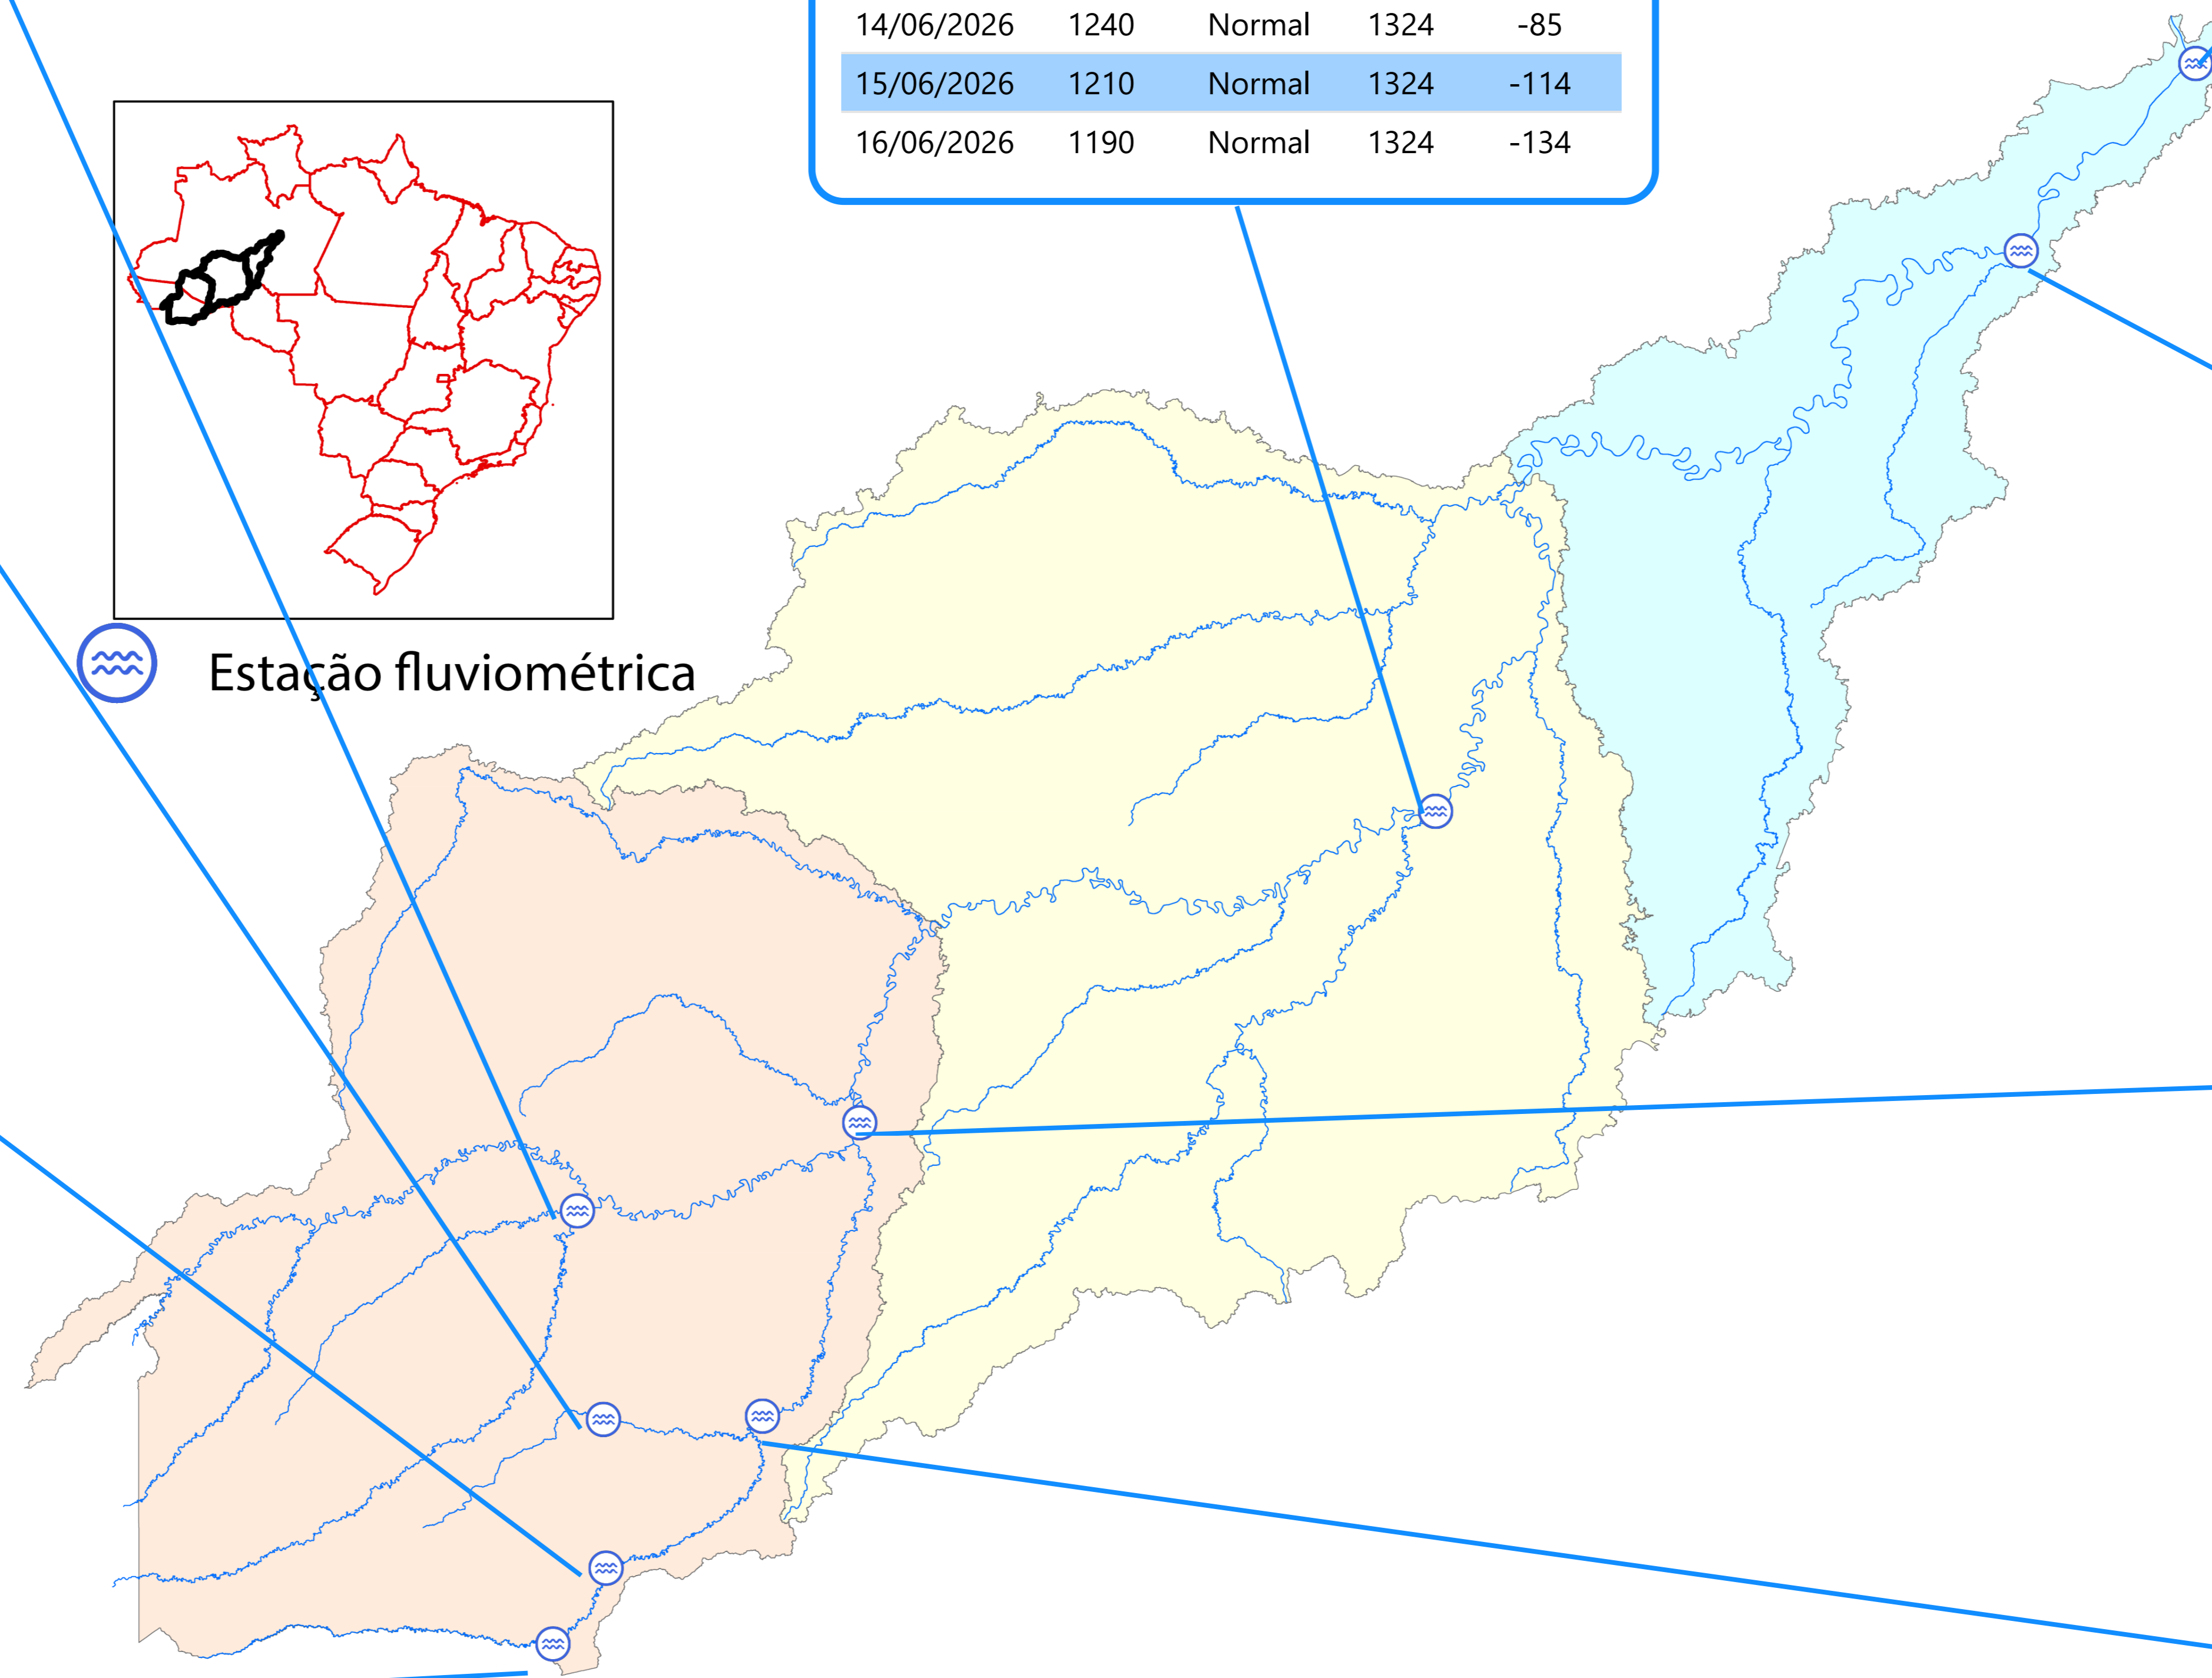 14/06/2026 1240 Normal 1324 -85
15/06/2026 1210 Normal 1324 -114
16/06/2026 1190 Normal 1324 -134
Estação fluviométrica